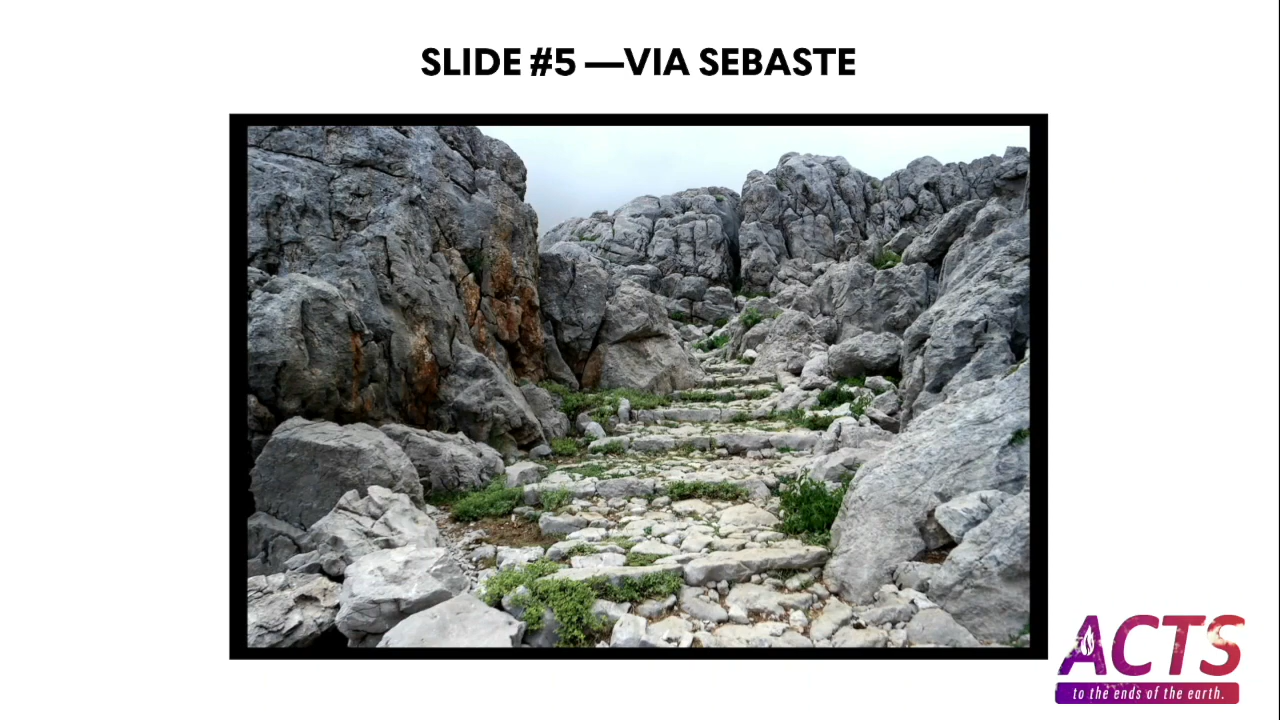 SLIDE #5 —VIA SEBASTE
ACTS
to the ends of the earth.